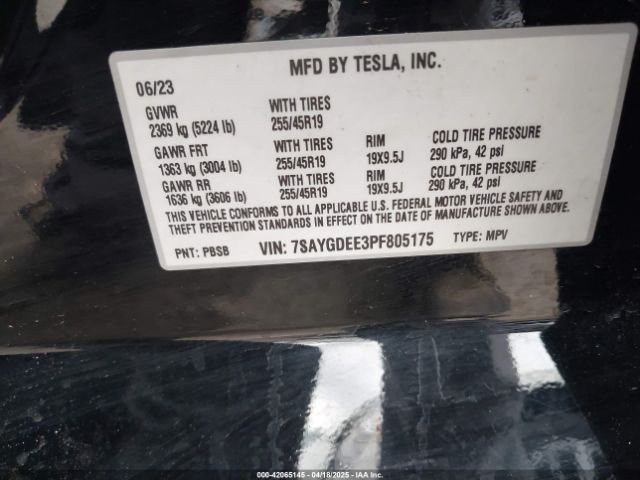 MFD BY TESLA, INC.
06/23
GVWR WITH TIRES
2369 kg (5224 lb) 255/45R19
GAWR FRT WITH TIRES RIM COLD TIRE PRESSURE
1363 kg (3004 lb) 255/45R19 19X9.5J 290 kPa, 42 psi
GAWR RR WITH TIRES RIM COLD TIRE PRESSURE
1636 kg (3606 lb) 255/45R19 19X9.5J 290 kPa, 42 psi
THIS VEHICLE CONFORMS TO ALL APPLICABLE U.S. FEDERAL MOTOR VEHICLE SAFETY AND
THEFT PREVENTION STANDARDS IN EFFECT ON THE DATE OF MANUFACTURE SHOWN ABOVE.
PNT: PBSB VIN: 7SAYGDEE3PF805175 TYPE: MPV
000-42065145 - 04/18/2025 - IAAI.COM